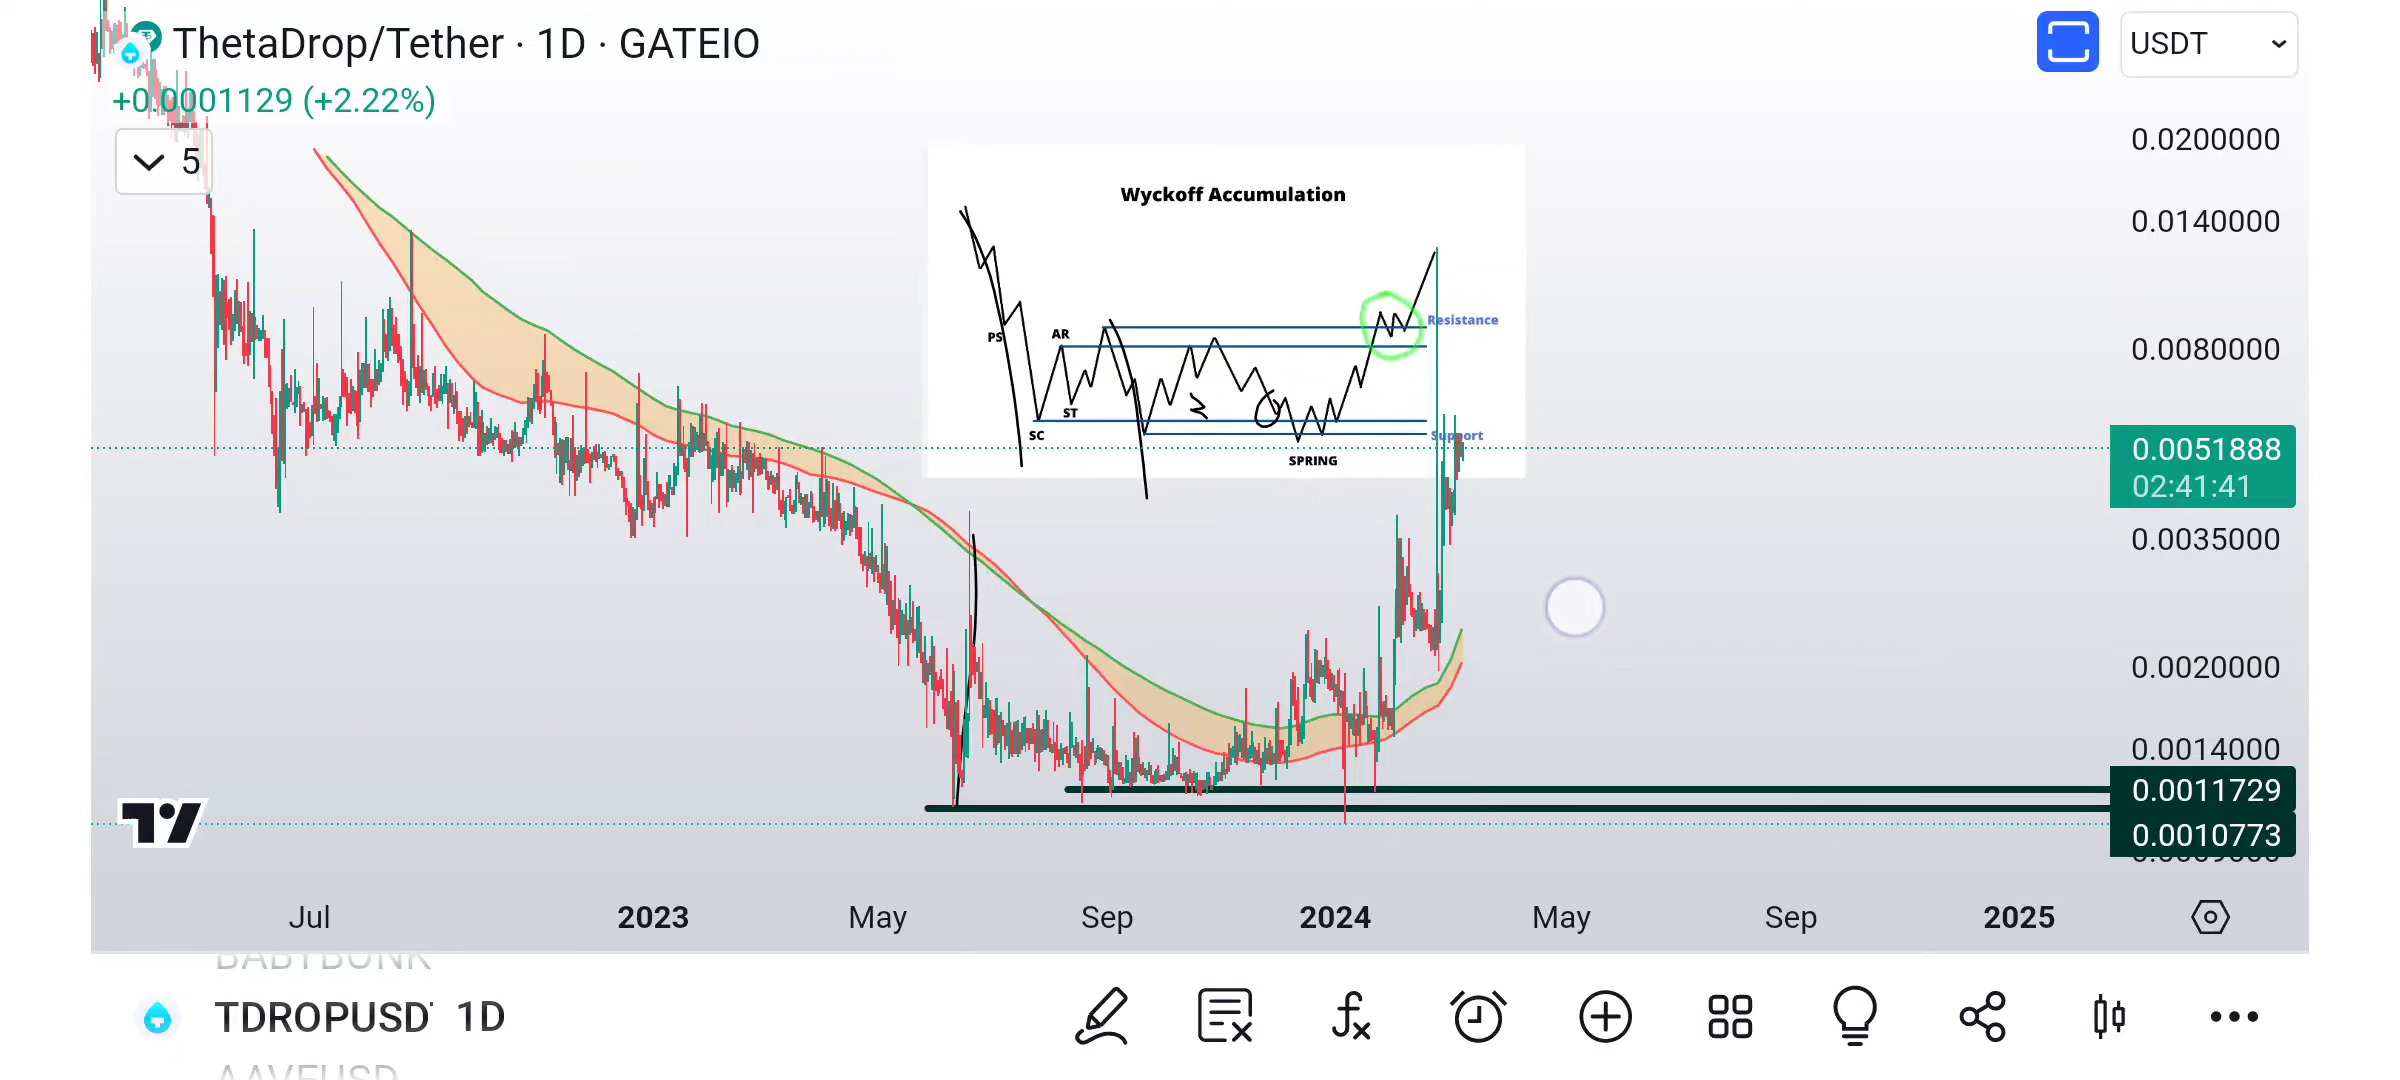 ThetaDrop/Tether · 1D · GATEIO
USDT
+0.0001129 (+2.22%)
5
0.0200000
0.0140000
0.0080000
0.0051888
02:41:41
0.0035000
0.0020000
0.0014000
0.0011729
0.0010773
Wyckoff Accumulation
PS
AR
Resistance
ST
SC
Support
SPRING
Jul
2023
May
Sep
2024
May
Sep
2025
BABYBONK
TDROPUSD 1D
AAVEUSD